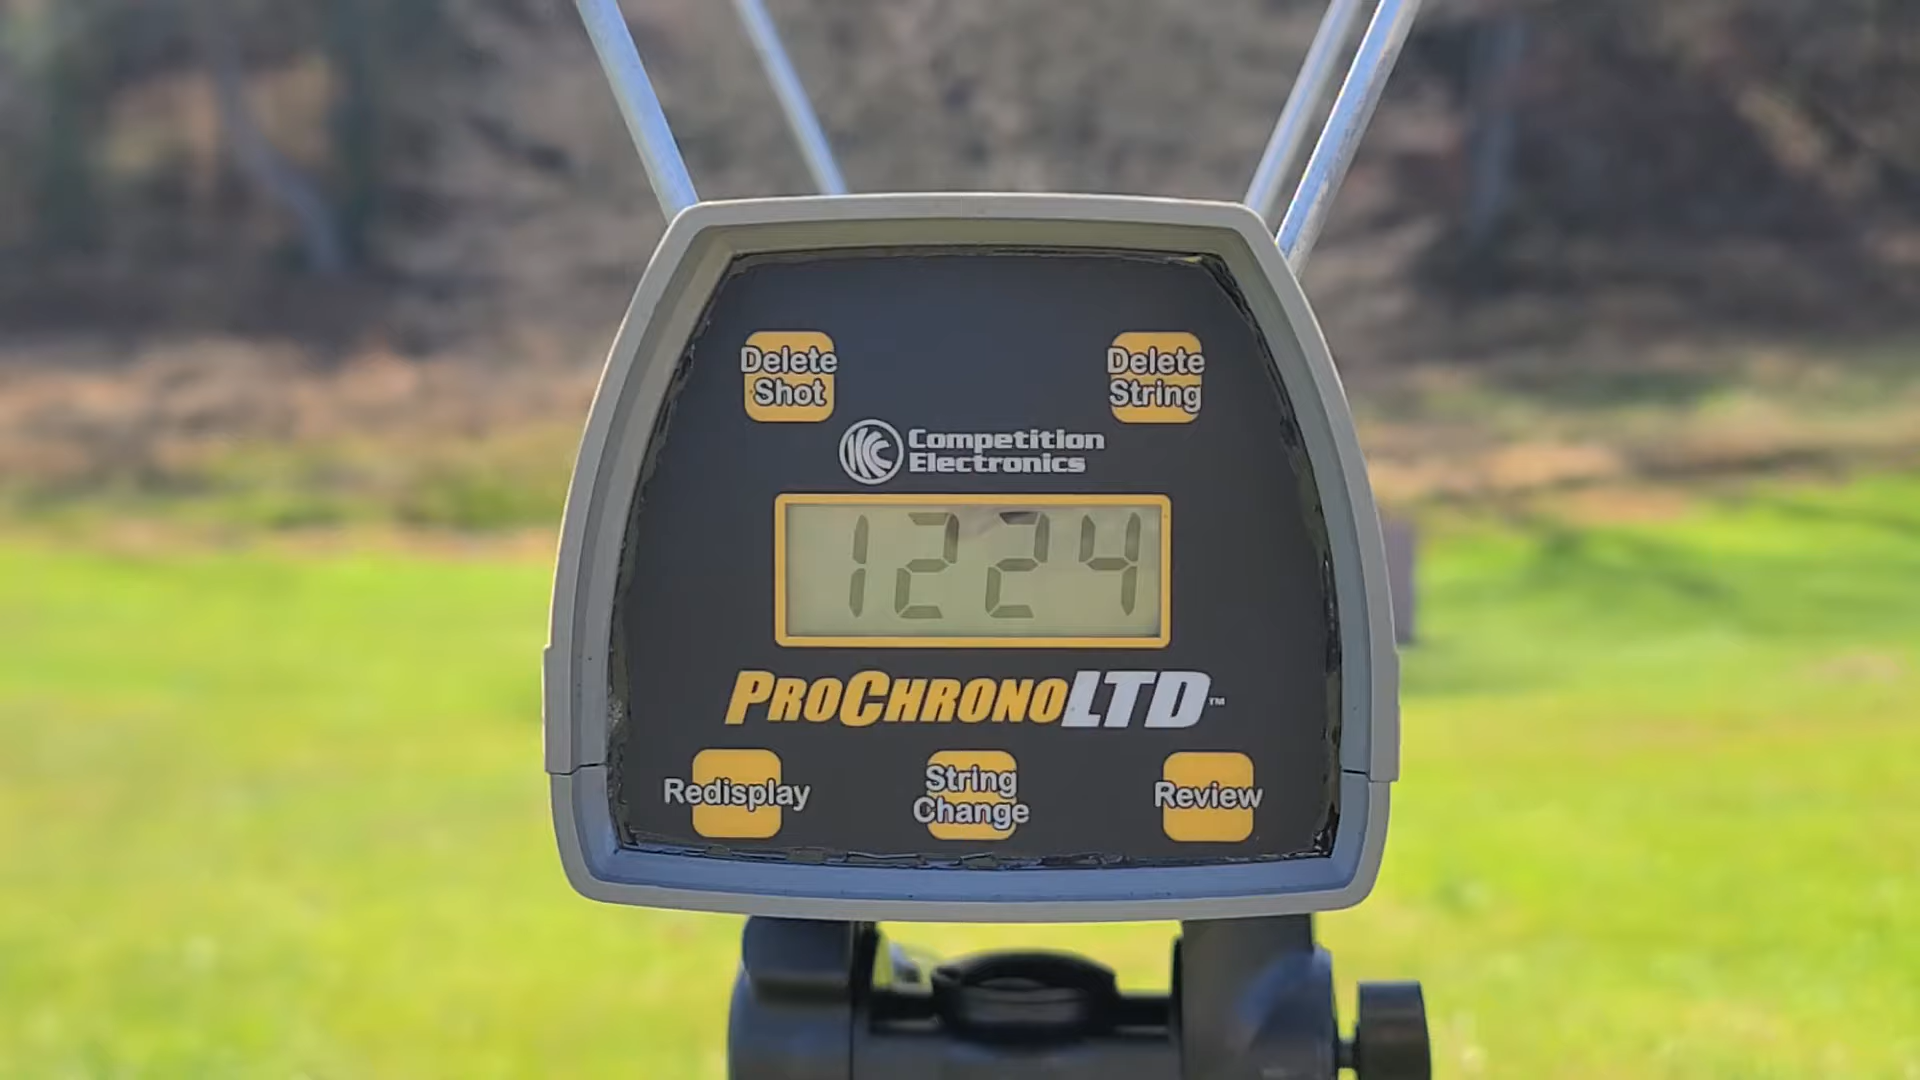 Delete
Shot
Delete
String
Competition
Electronics
1224
PROCHRONOLTD™
Redisplay
String
Change
Review